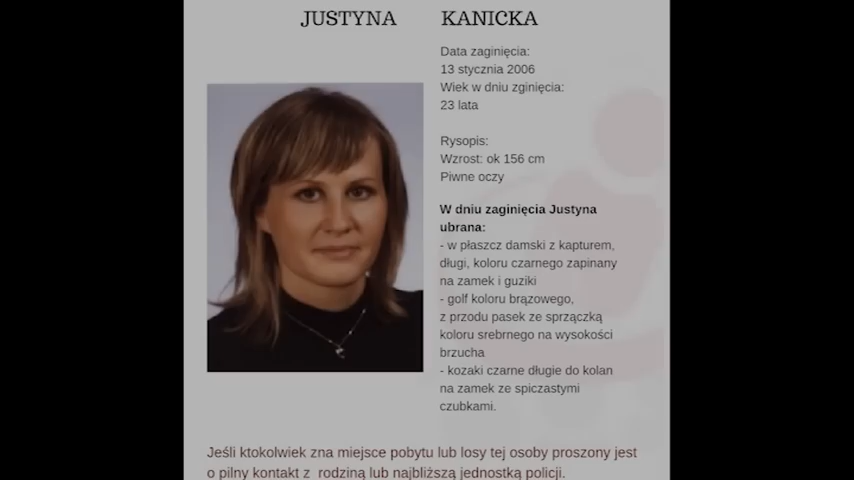 JUSTYNA KANICKA
Data zaginięcia:
13 stycznia 2006
Wiek w dniu zginięcia:
23 lata
Rysopis:
Wzrost: ok 156 cm
Piwne oczy
W dniu zaginięcia Justyna
ubrana:
- w płaszcz damski z kapturem,
długi, koloru czarnego zapinany
na zamek i guziki
- golf koloru brązowego,
z przodu pasek ze sprzączką
koloru srebrnego na wysokości
brzucha
- kozaki czarne długie do kolan
na zamek ze spiczastymi
czubkami.
Jeśli ktokolwiek zna miejsce pobytu lub losy tej osoby proszony jest
o pilny kontakt z rodziną lub najbliższą jednostką policji.